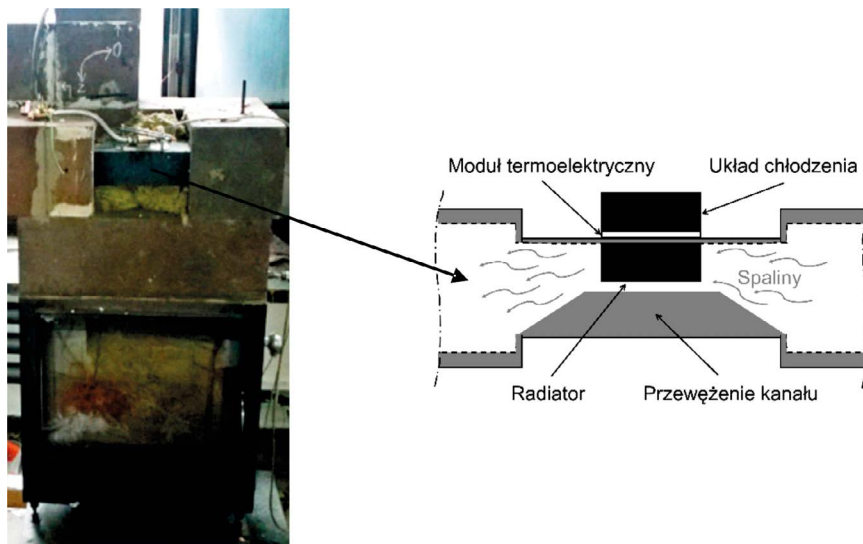 Moduł termoelektryczny
Układ chłodzenia
Spaliny
Radiator
Przewężenie kanału